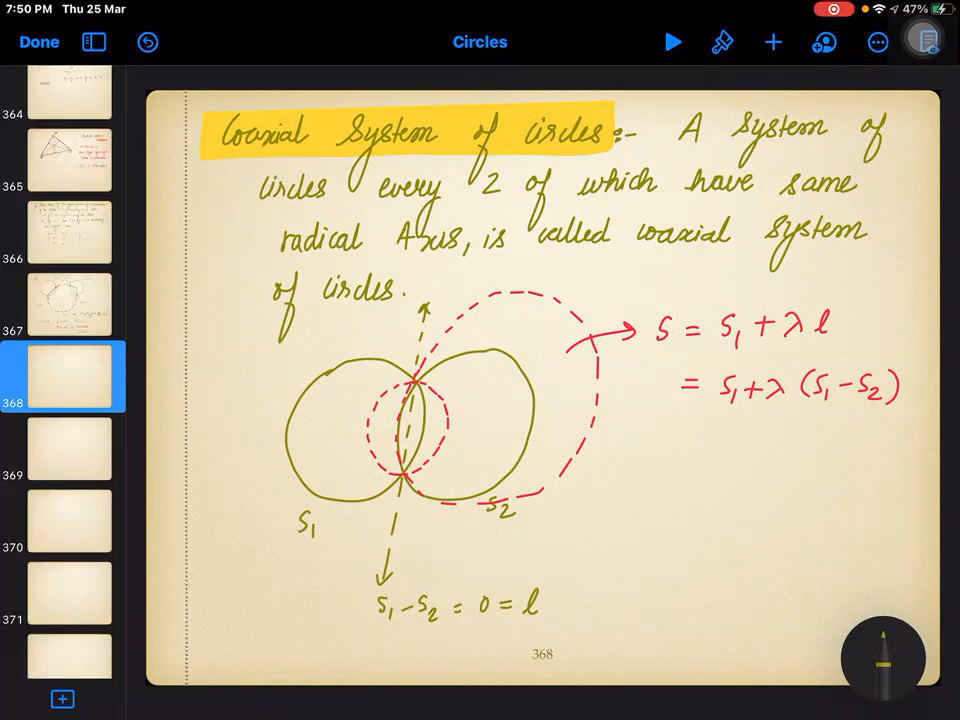 7:50 PM Thu 25 Mar
47%
Done
Circles
364
365
366
367
368
369
370
371
Coaxial System of circles:- A system of
circles every 2 of which have same
radical Axis, is called coaxial system
of circles.
S = S₁ + λ l
= S₁ + λ (S₁ - S₂)
S₁
S₂
S₁ - S₂ = 0 = l
368